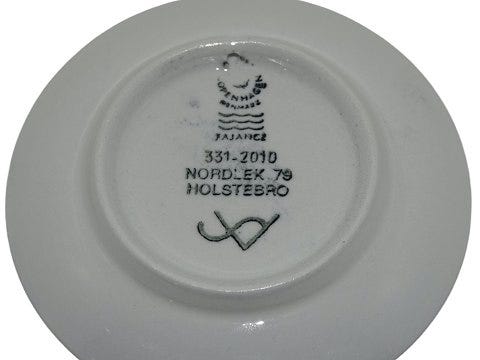 COPENHAGEN
DENMARK
FAJANCE
331-2010
NORDLEK 79
HOLSTEBRO